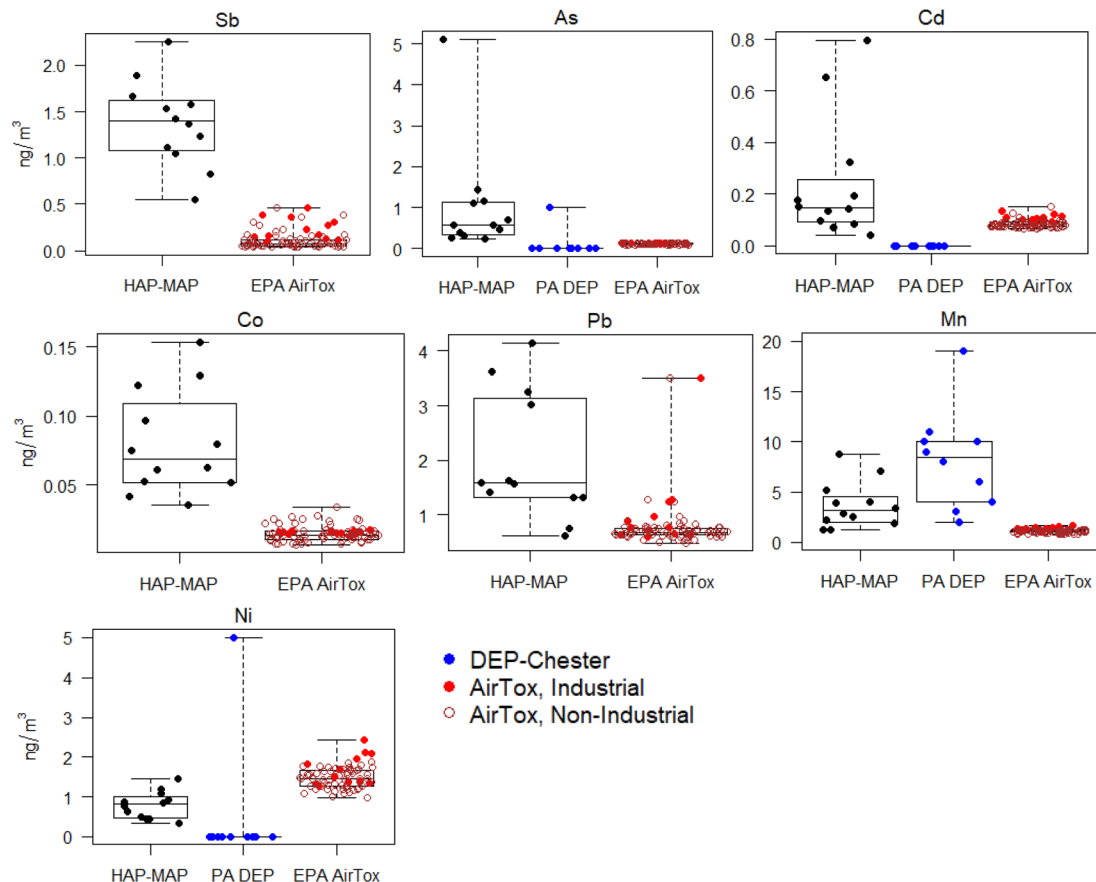 Sb
As
Cd
ng/m³
2.0
1.5
1.0
0.5
0.0
HAP-MAP
EPA AirTox
5
4
3
2
1
0
HAP-MAP
PA DEP
EPA AirTox
0.8
0.6
0.4
0.2
0.0
HAP-MAP
PA DEP
EPA AirTox
Co
Pb
Mn
ng/m³
0.15
0.10
0.05
HAP-MAP
EPA AirTox
4
3
2
1
HAP-MAP
EPA AirTox
20
15
10
5
0
HAP-MAP
PA DEP
EPA AirTox
Ni
ng/m³
5
4
3
2
1
0
HAP-MAP
PA DEP
EPA AirTox
DEP-Chester
AirTox, Industrial
AirTox, Non-Industrial